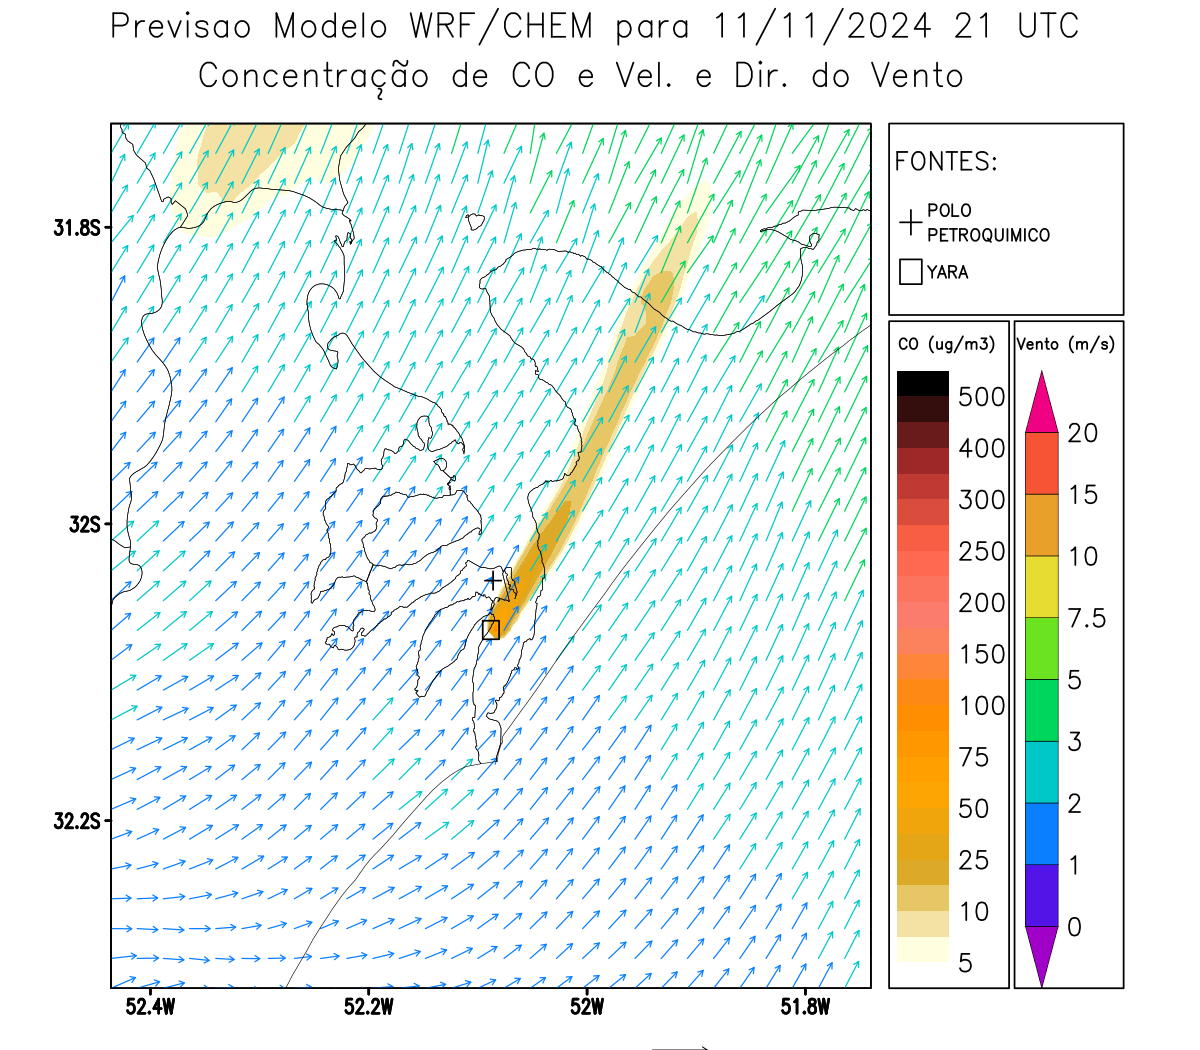 Previsao Modelo WRF/CHEM para 11/11/2024 21 UTC
Concentração de CO e Vel. e Dir. do Vento
FONTES:
POLO
PETROQUIMICO
YARA
CO (ug/m3)
500
400
300
250
200
150
100
75
50
25
10
5
Vento (m/s)
20
15
10
7.5
5
3
2
1
0
31.8S
32S
32.2S
52.4W
52.2W
52W
51.8W